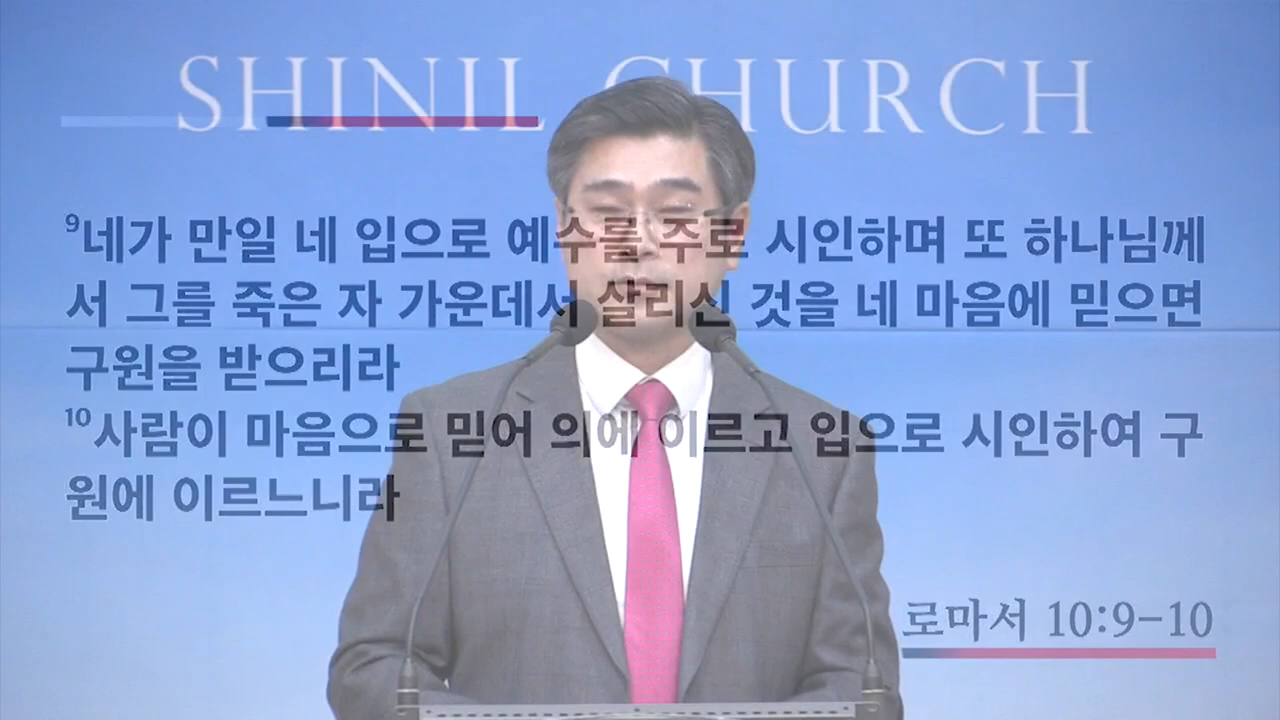 SHINIL CHURCH
⁹네가 만일 네 입으로 예수를 주로 시인하며 또 하나님께
서 그를 죽은 자 가운데서 살리신 것을 네 마음에 믿으면
구원을 받으리라
¹⁰사람이 마음으로 믿어 의에 이르고 입으로 시인하여 구
원에 이르느니라
로마서 10:9-10